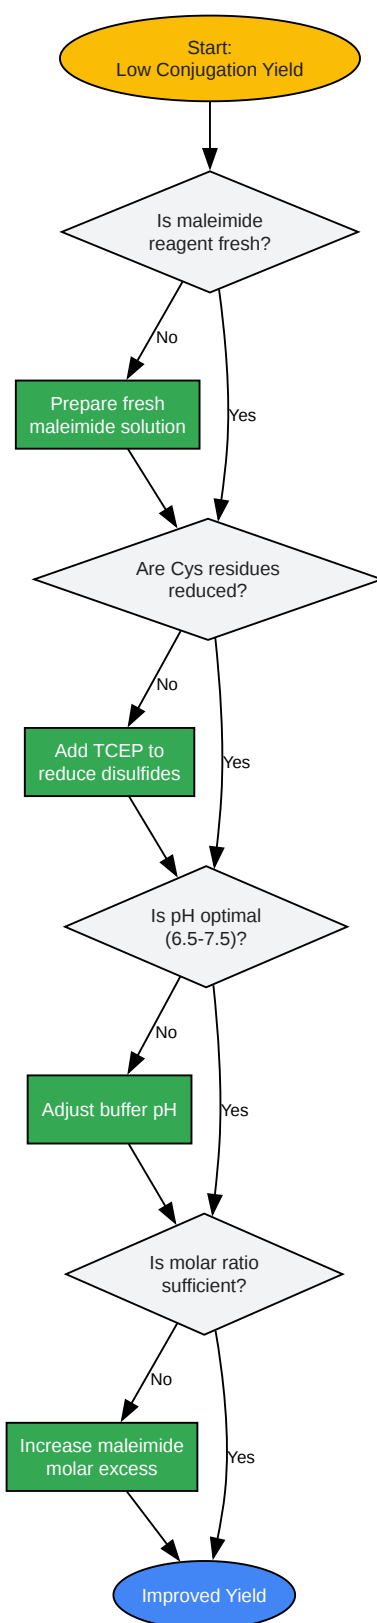 Start:
Low Conjugation Yield
Is maleimide
reagent fresh?
No
Yes
Prepare fresh
maleimide solution
Are Cys residues
reduced?
No
Yes
Add TCEP to
reduce disulfides
Is pH optimal
(6.5-7.5)?
No
Yes
Adjust buffer pH
Is molar ratio
sufficient?
No
Yes
Increase maleimide
molar excess
Improved Yield